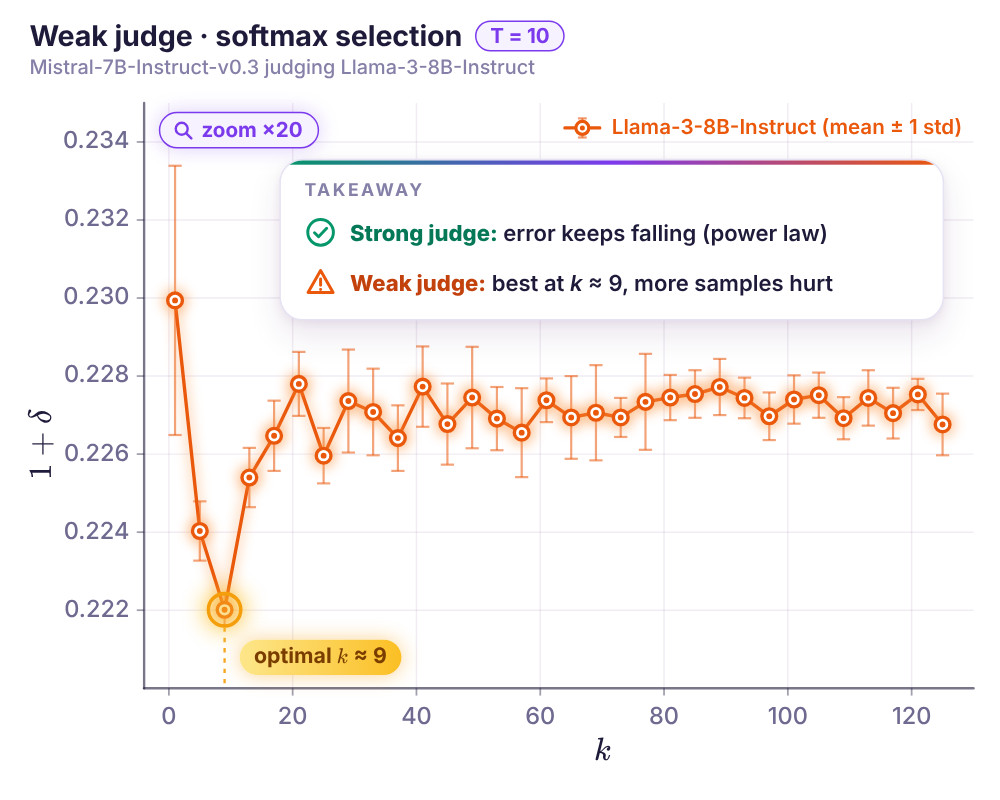 Weak judge · softmax selection T = 10
Mistral-7B-Instruct-v0.3 judging Llama-3-8B-Instruct
zoom ×20
Llama-3-8B-Instruct (mean ± 1 std)
TAKEAWAY
Strong judge: error keeps falling (power law)
Weak judge: best at k ≈ 9, more samples hurt
0.234
0.232
0.230
0.228
0.226
0.224
0.222
1 + δ
optimal k ≈ 9
0 20 40 60 80 100 120
k